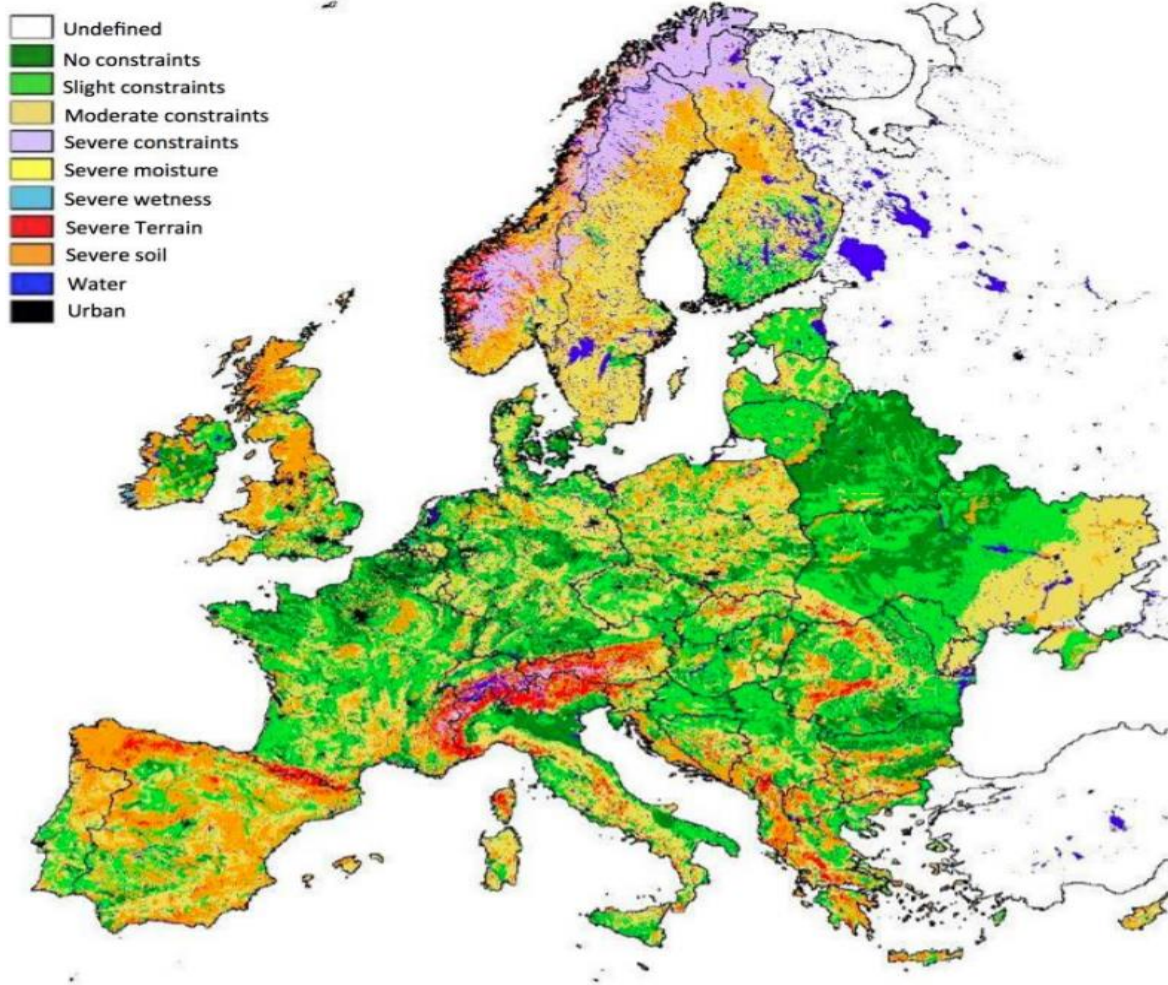 Undefined
No constraints
Slight constraints
Moderate constraints
Severe constraints
Severe moisture
Severe wetness
Severe Terrain
Severe soil
Water
Urban